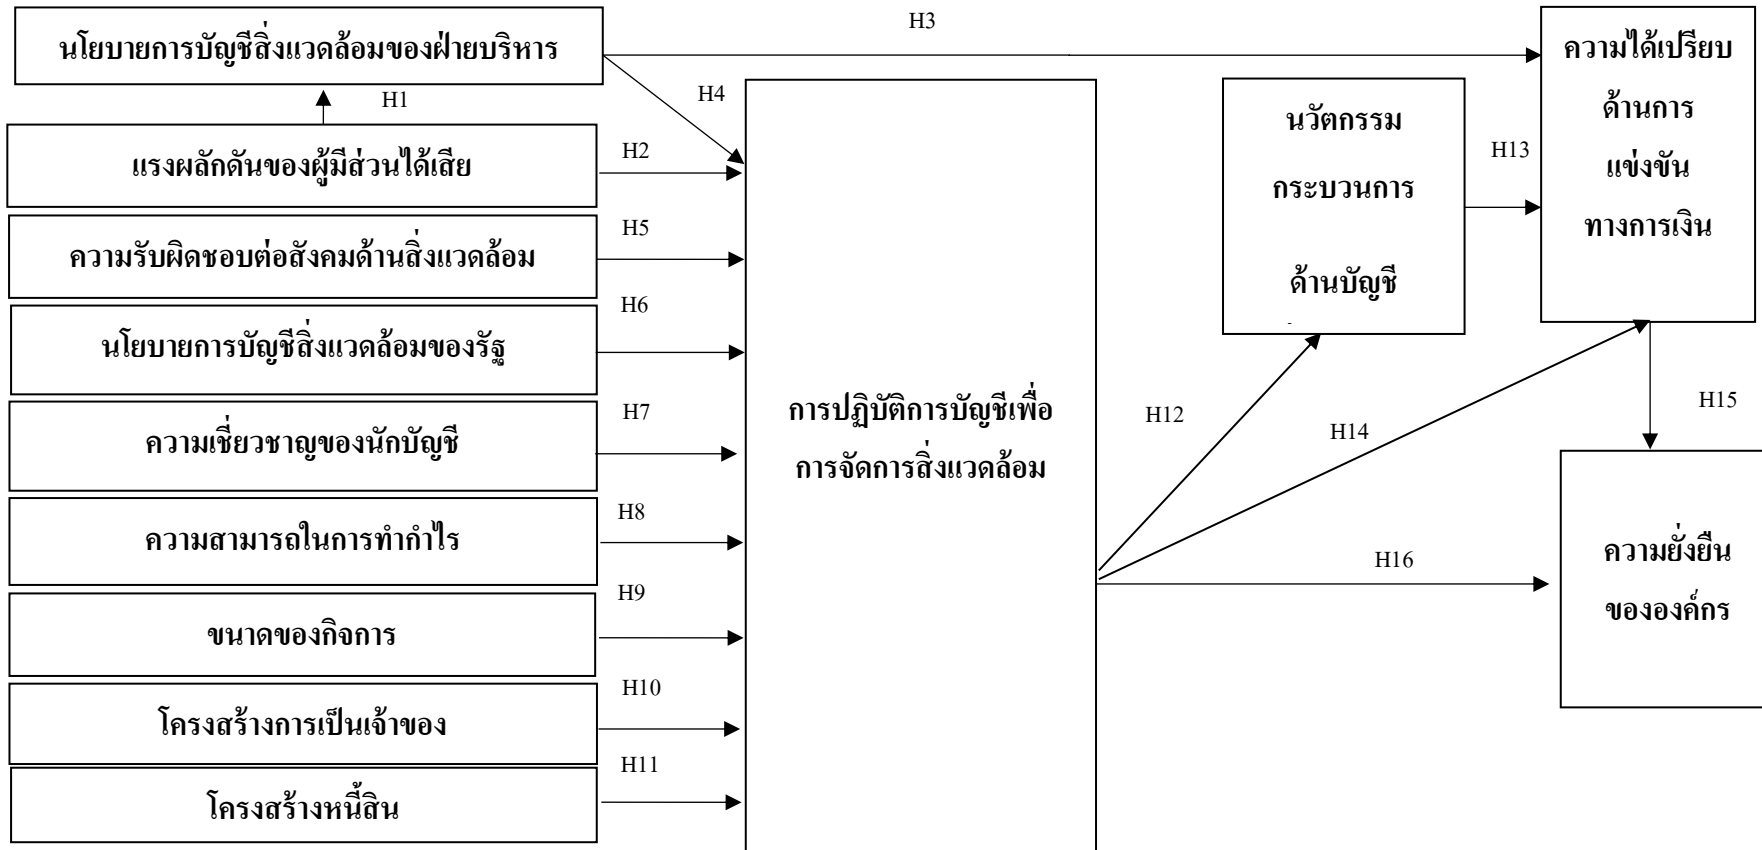 นโยบายการบัญชีสิ่งแวดล้อมของฝ่ายบริหาร
H3
H1
H4
แรงผลักดันของผู้มีส่วนได้เสีย
H2
ความรับผิดชอบต่อสังคมด้านสิ่งแวดล้อม
H5
นโยบายการบัญชีสิ่งแวดล้อมของรัฐ
H6
ความเชี่ยวชาญของนักบัญชี
H7
ความสามารถในการทำกำไร
H8
ขนาดของกิจการ
H9
โครงสร้างการเป็นเจ้าของ
H10
โครงสร้างหนี้สิน
H11
การปฏิบัติการบัญชีเพื่อ
การจัดการสิ่งแวดล้อม
H12
H14
H16
นวัตกรรม
กระบวนการ
ด้านบัญชี
H13
ความได้เปรียบ
ด้านการ
แข่งขัน
ทางการเงิน
H15
ความยั่งยืน
ขององค์กร